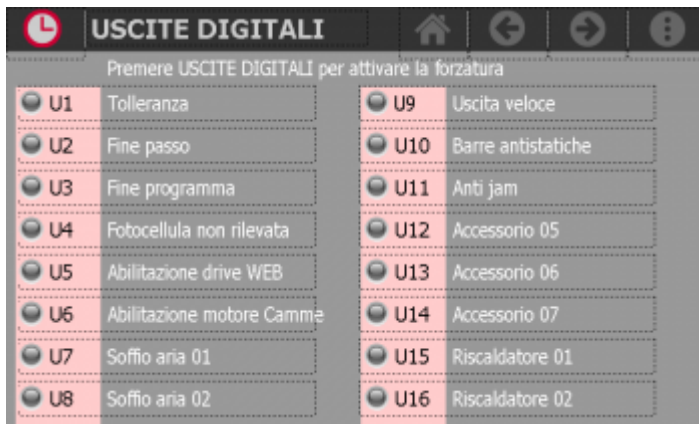 USCITE DIGITALI
Premere USCITE DIGITALI per attivare la forzatura
U1 Tolleranza
U2 Fine passo
U3 Fine programma
U4 Fotocellula non rilevata
U5 Abilitazione drive WEB
U6 Abilitazione motore Camme
U7 Soffio aria 01
U8 Soffio aria 02
U9 Uscita veloce
U10 Barre antistatiche
U11 Anti jam
U12 Accessorio 05
U13 Accessorio 06
U14 Accessorio 07
U15 Riscaldatore 01
U16 Riscaldatore 02